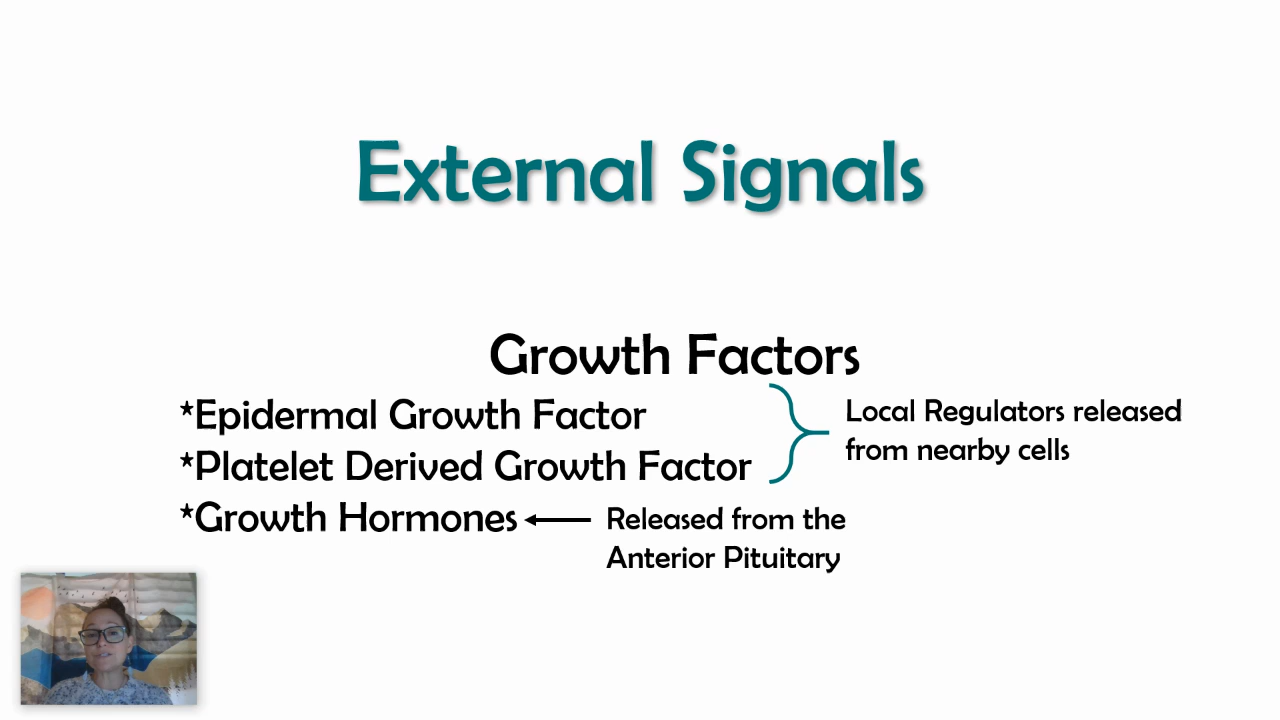 External Signals
Growth Factors
*Epidermal Growth Factor
*Platelet Derived Growth Factor
Local Regulators released
from nearby cells
*Growth Hormones
Released from the
Anterior Pituitary